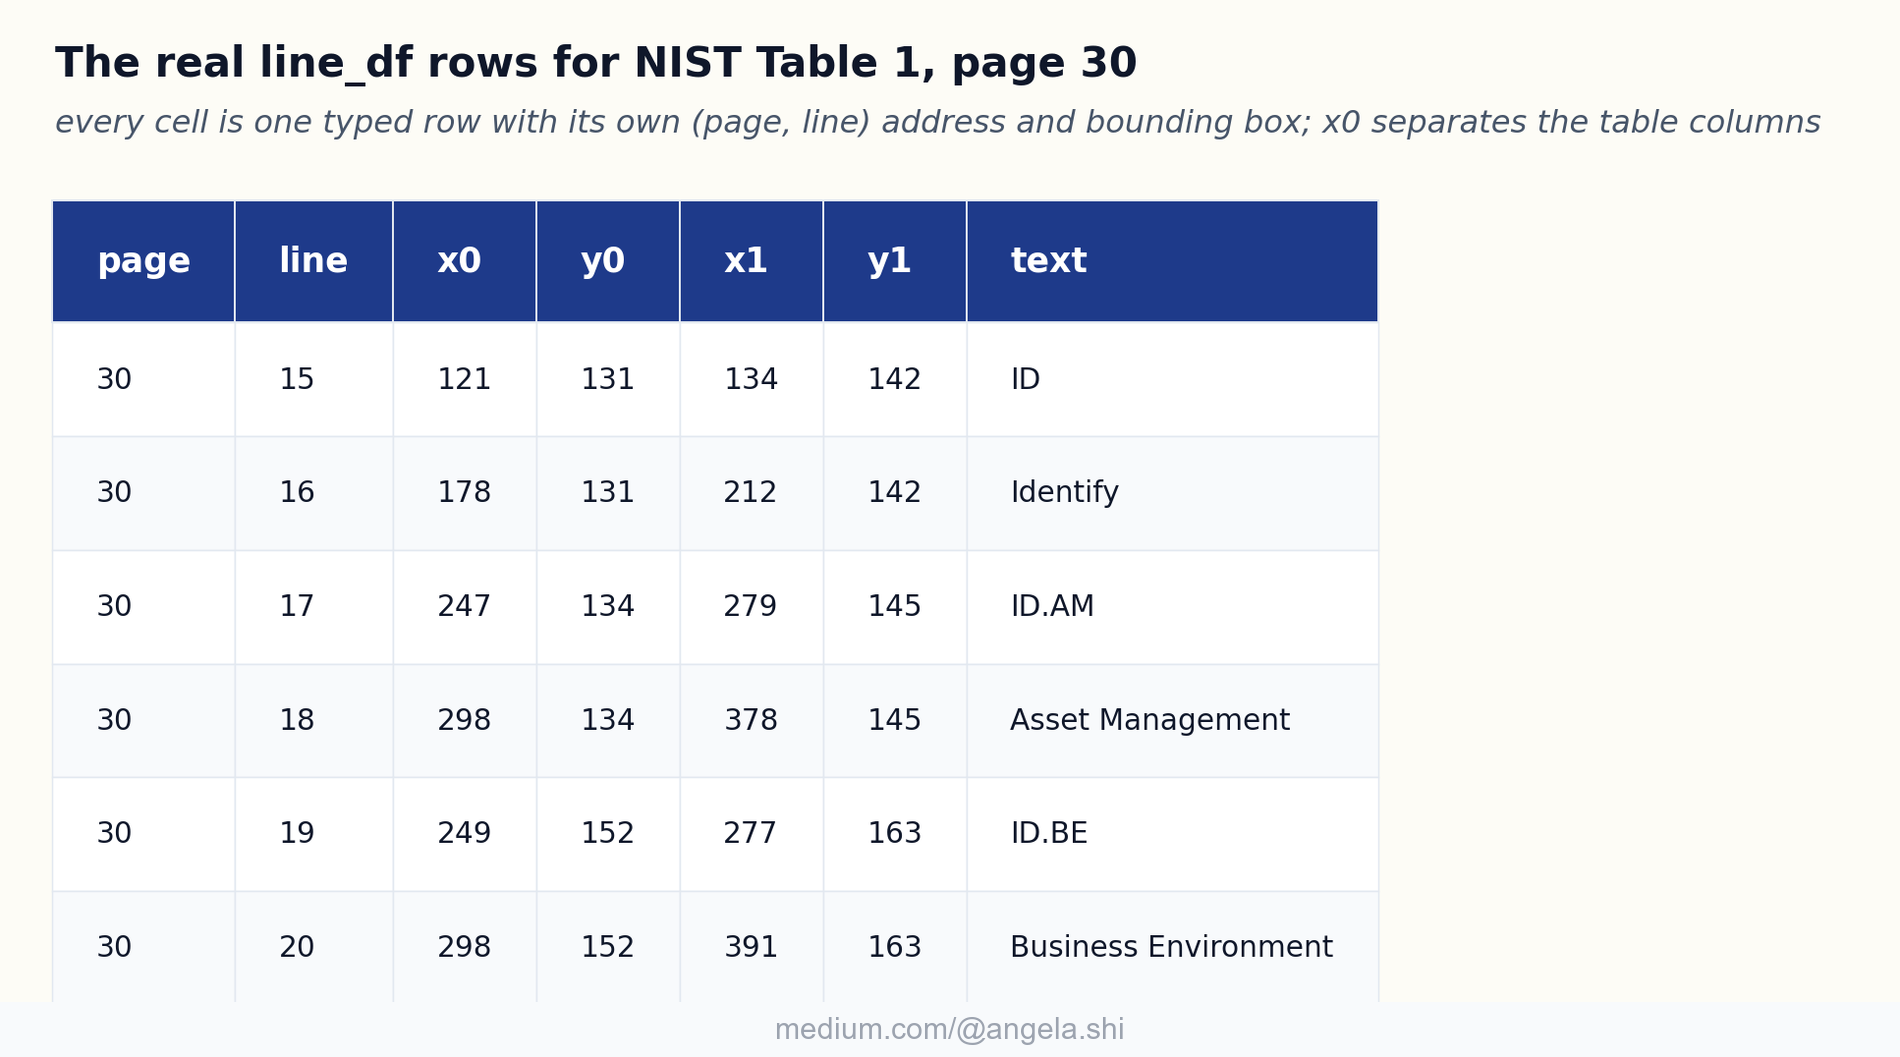 The real line_df rows for NIST Table 1, page 30
every cell is one typed row with its own (page, line) address and bounding box; x0 separates the table columns
page line x0 y0 x1 y1 text
30 15 121 131 134 142 ID
30 16 178 131 212 142 Identify
30 17 247 134 279 145 ID.AM
30 18 298 134 378 145 Asset Management
30 19 249 152 277 163 ID.BE
30 20 298 152 391 163 Business Environment
medium.com/@angela.shi